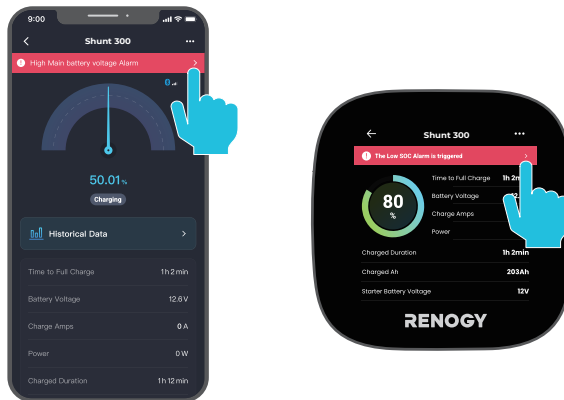 9:00
Shunt 300
High Main battery voltage Alarm
50.01%
Charging
Historical Data
Time to Full Charge 1 h 2 min
Battery Voltage 12.6 V
Charge Amps 0 A
Power 0 W
Charged Duration 1 h 12 min
Shunt 300
The Low SOC Alarm is triggered
80
%
Time to Full Charge 1h
Battery Voltage
Charge Amps
Power
Charged Duration 1h 2min
Charged Ah 203Ah
Starter Battery Voltage 12V
RENOGY